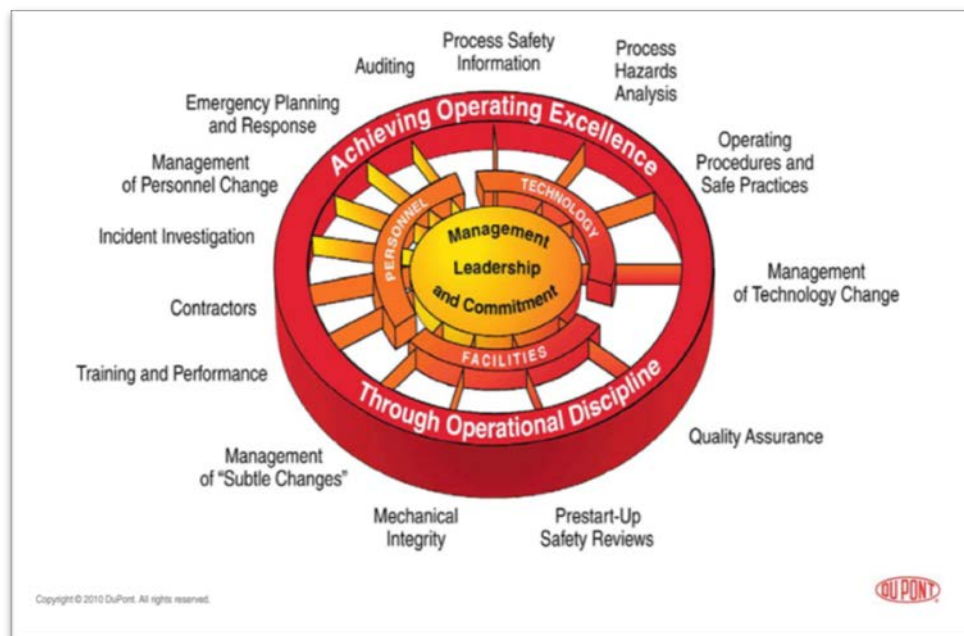 Process Safety
Information
Process
Hazards
Analysis
Auditing
Emergency Planning
and Response
Operating
Procedures and
Safe Practices
Management
of Personnel Change
Incident Investigation
Management
of Technology Change
Contractors
Training and Performance
Quality Assurance
Management
of “Subtle Changes”
Mechanical
Integrity
Prestart-Up
Safety Reviews
Achieving Operating Excellence
Through Operational Discipline
PERSONNEL
TECHNOLOGY
FACILITIES
Management
Leadership
and Commitment
Copyright © 2010 DuPont. All rights reserved.
DU PONT